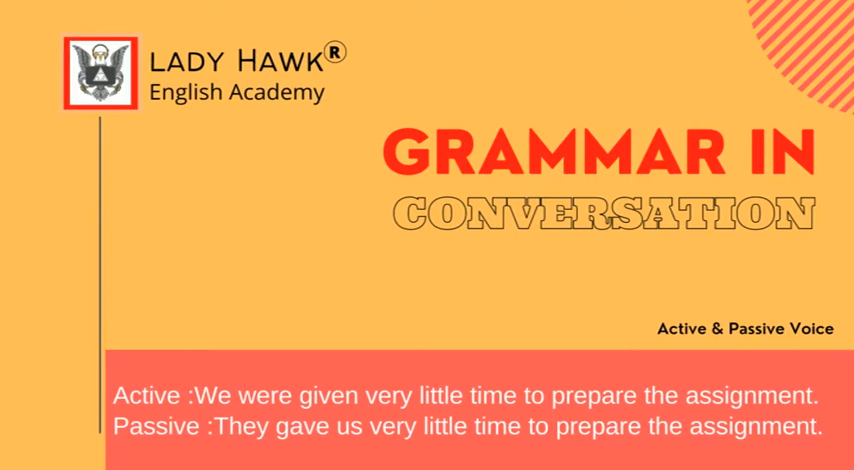 LADY HAWK®
English Academy
GRAMMAR IN
CONVERSATION
Active & Passive Voice
Active :We were given very little time to prepare the assignment.
Passive :They gave us very little time to prepare the assignment.